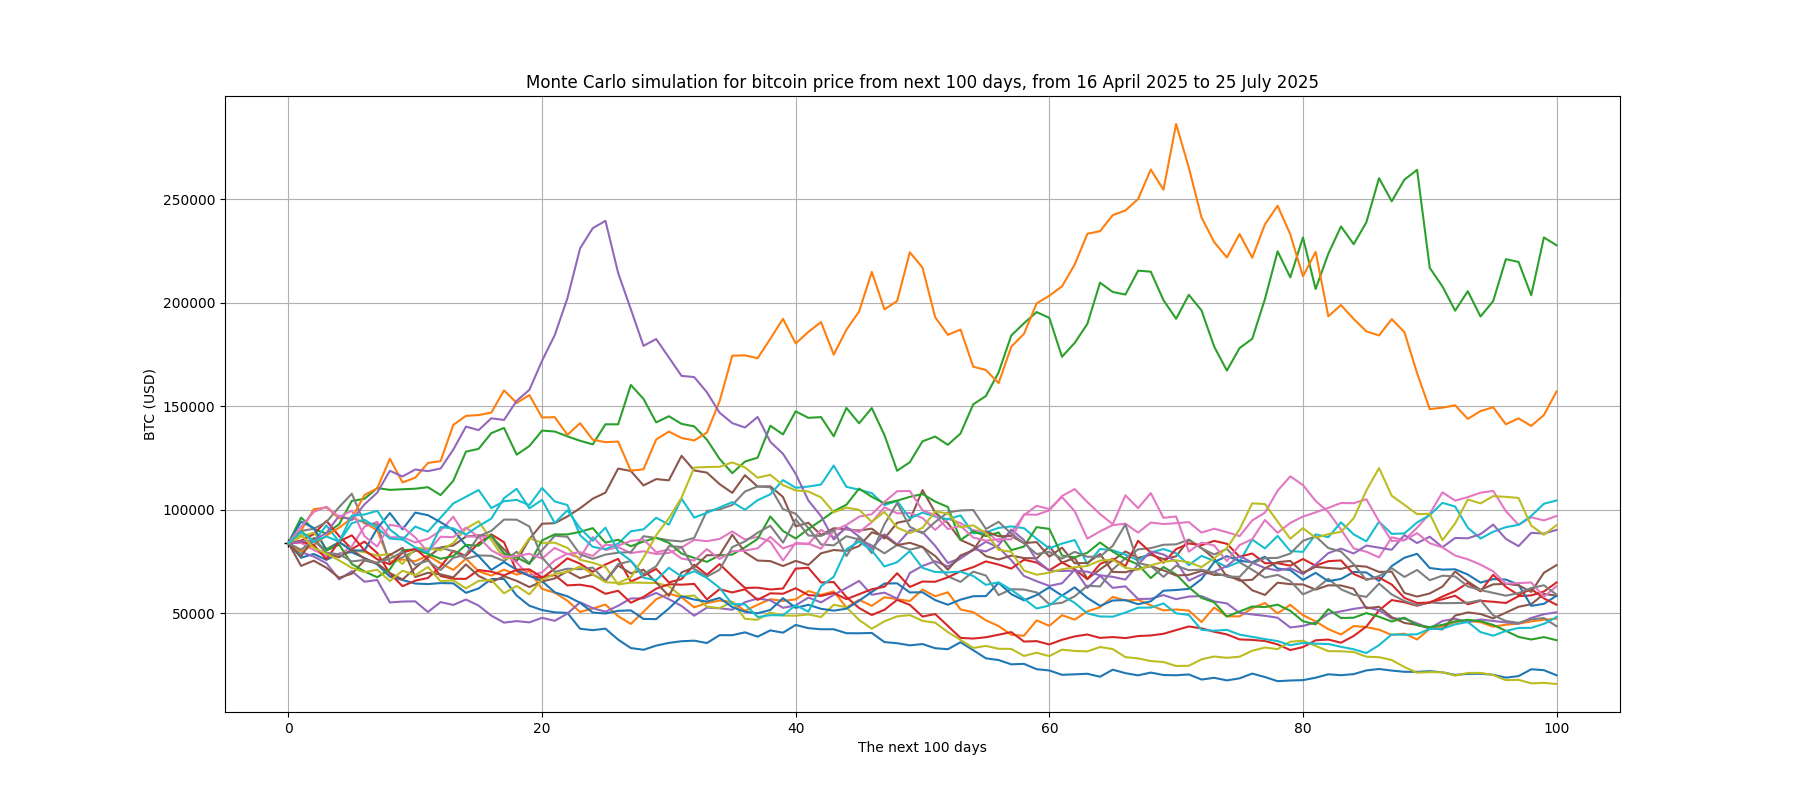 Monte Carlo simulation for bitcoin price from next 100 days, from 16 April 2025 to 25 July 2025
250000
200000
150000
100000
50000
BTC (USD)
0 20 40 60 80 100
The next 100 days